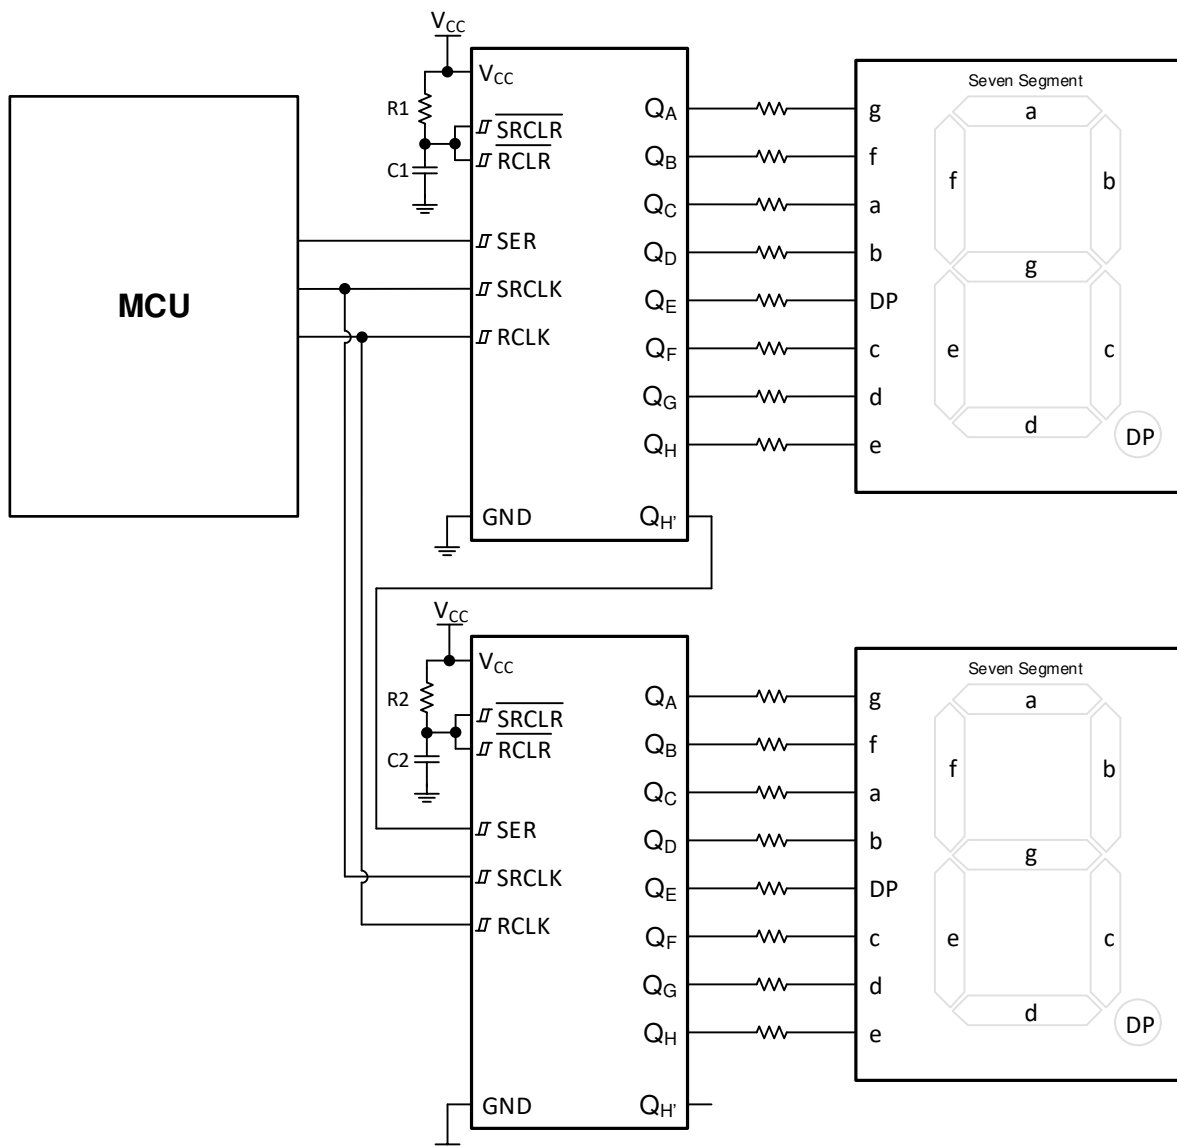 VCC
VCC
R1
SRCLR
RCLR
C1
SER
SRCLK
RCLK
GND
MCU
QA
QB
QC
QD
QE
QF
QG
QH
QH'
Seven Segment
g
f
a
b
DP
c
d
e
a
f
b
g
e
c
d
DP
VCC
VCC
R2
SRCLR
RCLR
C2
SER
SRCLK
RCLK
GND
QA
QB
QC
QD
QE
QF
QG
QH
QH'
Seven Segment
g
f
a
b
DP
c
d
e
a
f
b
g
e
c
d
DP